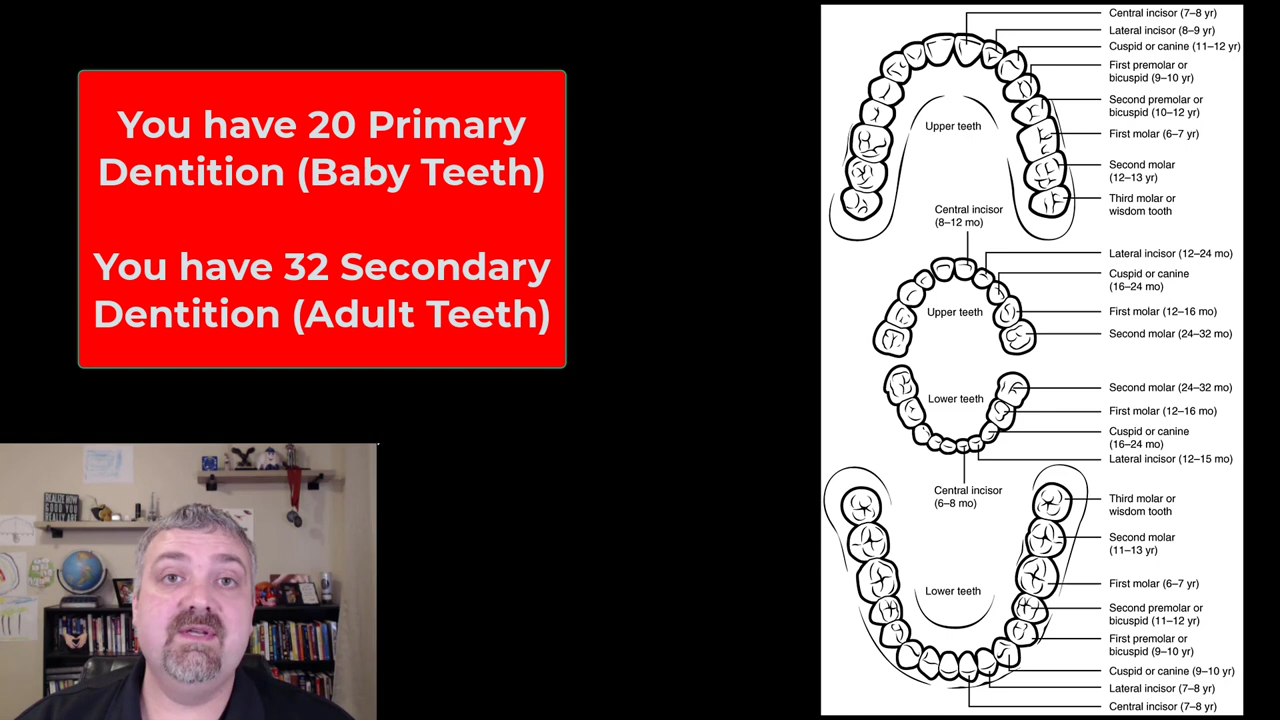 You have 20 Primary
Dentition (Baby Teeth)
You have 32 Secondary
Dentition (Adult Teeth)
REALIZE HOW
GOOD YOU
REALLY ARE
Central incisor (7–8 yr)
Lateral incisor (8–9 yr)
Cuspid or canine (11–12 yr)
First premolar or
bicuspid (9–10 yr)
Second premolar or
bicuspid (10–12 yr)
Upper teeth
First molar (6–7 yr)
Second molar
(12–13 yr)
Third molar or
wisdom tooth
Central incisor
(8–12 mo)
Lateral incisor (12–24 mo)
Cuspid or canine
(16–24 mo)
Upper teeth
First molar (12–16 mo)
Second molar (24–32 mo)
Second molar (24–32 mo)
Lower teeth
First molar (12–16 mo)
Cuspid or canine
(16–24 mo)
Lateral incisor (12–15 mo)
Central incisor
(6–8 mo)
Third molar or
wisdom tooth
Second molar
(11–13 yr)
First molar (6–7 yr)
Lower teeth
Second premolar or
bicuspid (11–12 yr)
First premolar or
bicuspid (9–10 yr)
Cuspid or canine (9–10 yr)
Lateral incisor (7–8 yr)
Central incisor (7–8 yr)